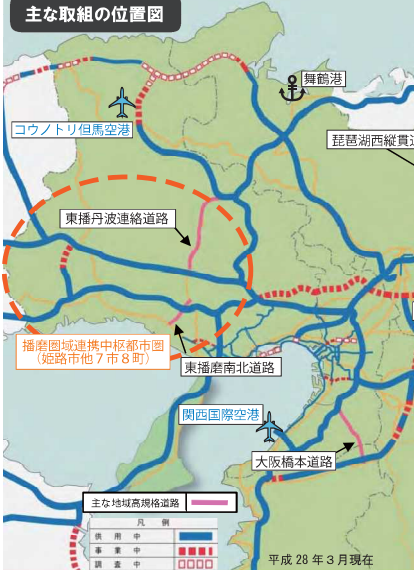 主な取組の位置図
舞鶴港
コウノトリ但馬空港
琵琶湖西縦貫道
東播丹波連絡道路
播磨圏域連携中枢都市圏
(姫路市他7市8町)
東播磨南北道路
関西国際空港
大阪橋本道路
主な地域高規格道路
凡 例
供 用 中
事 業 中
調 査 中
平成 28 年 3 月現在